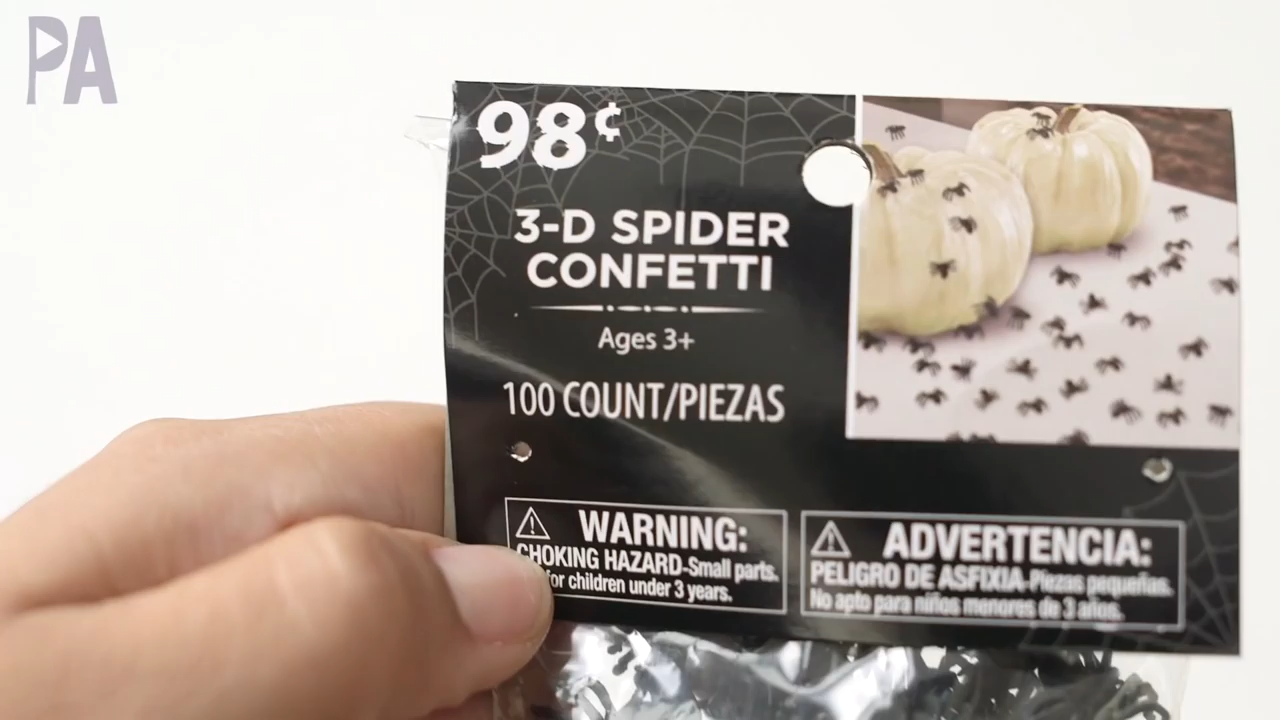 PA
98¢
3-D SPIDER
CONFETTI
Ages 3+
100 COUNT/PIEZAS
WARNING:
CHOKING HAZARD-Small parts.
for children under 3 years.
ADVERTENCIA:
PELIGRO DE ASFIXIA-Piezas pequeñas.
No apto para niños menores de 3 años.